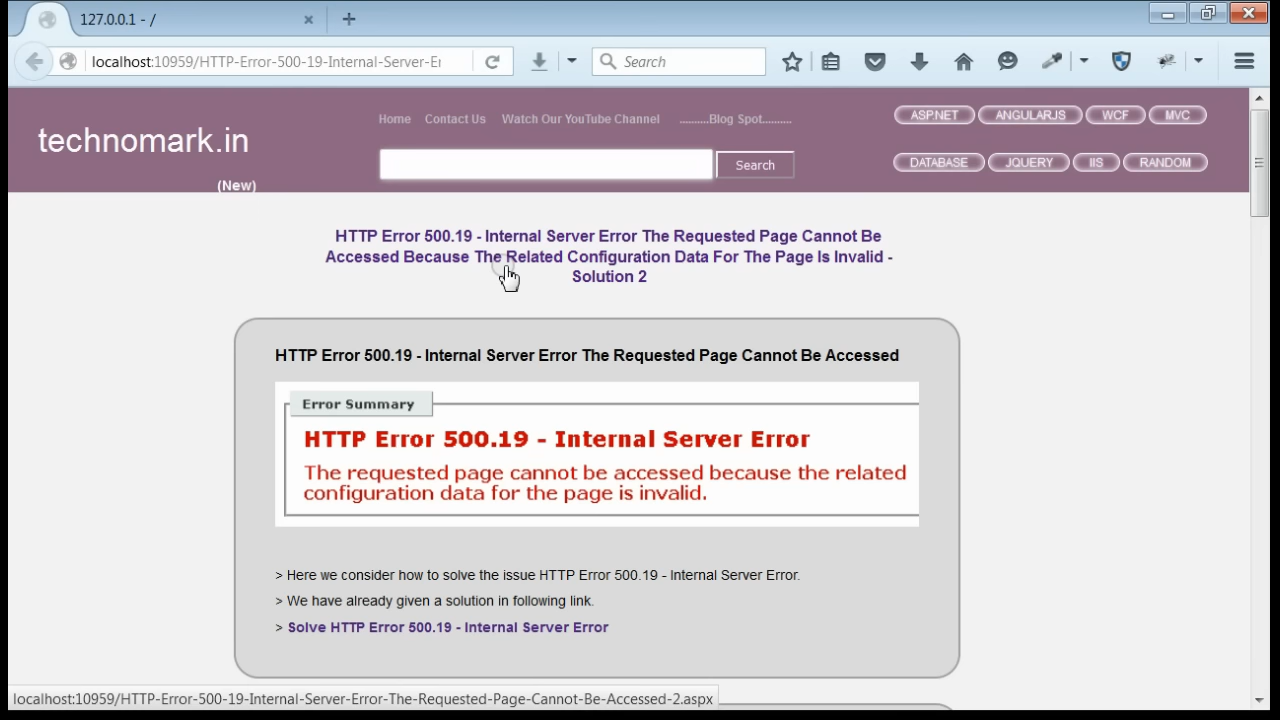 127.0.0.1 - /
localhost:10959/HTTP-Error-500-19-Internal-Server-Er
Search
technomark.in
(New)
Home Contact Us Watch Our YouTube Channel ..........Blog Spot..........
Search
ASP.NET ANGULARJS WCF MVC
DATABASE JQUERY IIS RANDOM
HTTP Error 500.19 - Internal Server Error The Requested Page Cannot Be
Accessed Because The Related Configuration Data For The Page Is Invalid -
Solution 2
HTTP Error 500.19 - Internal Server Error The Requested Page Cannot Be Accessed
Error Summary
HTTP Error 500.19 - Internal Server Error
The requested page cannot be accessed because the related
configuration data for the page is invalid.
> Here we consider how to solve the issue HTTP Error 500.19 - Internal Server Error.
> We have already given a solution in following link.
> Solve HTTP Error 500.19 - Internal Server Error
localhost:10959/HTTP-Error-500-19-Internal-Server-Error-The-Requested-Page-Cannot-Be-Accessed-2.aspx